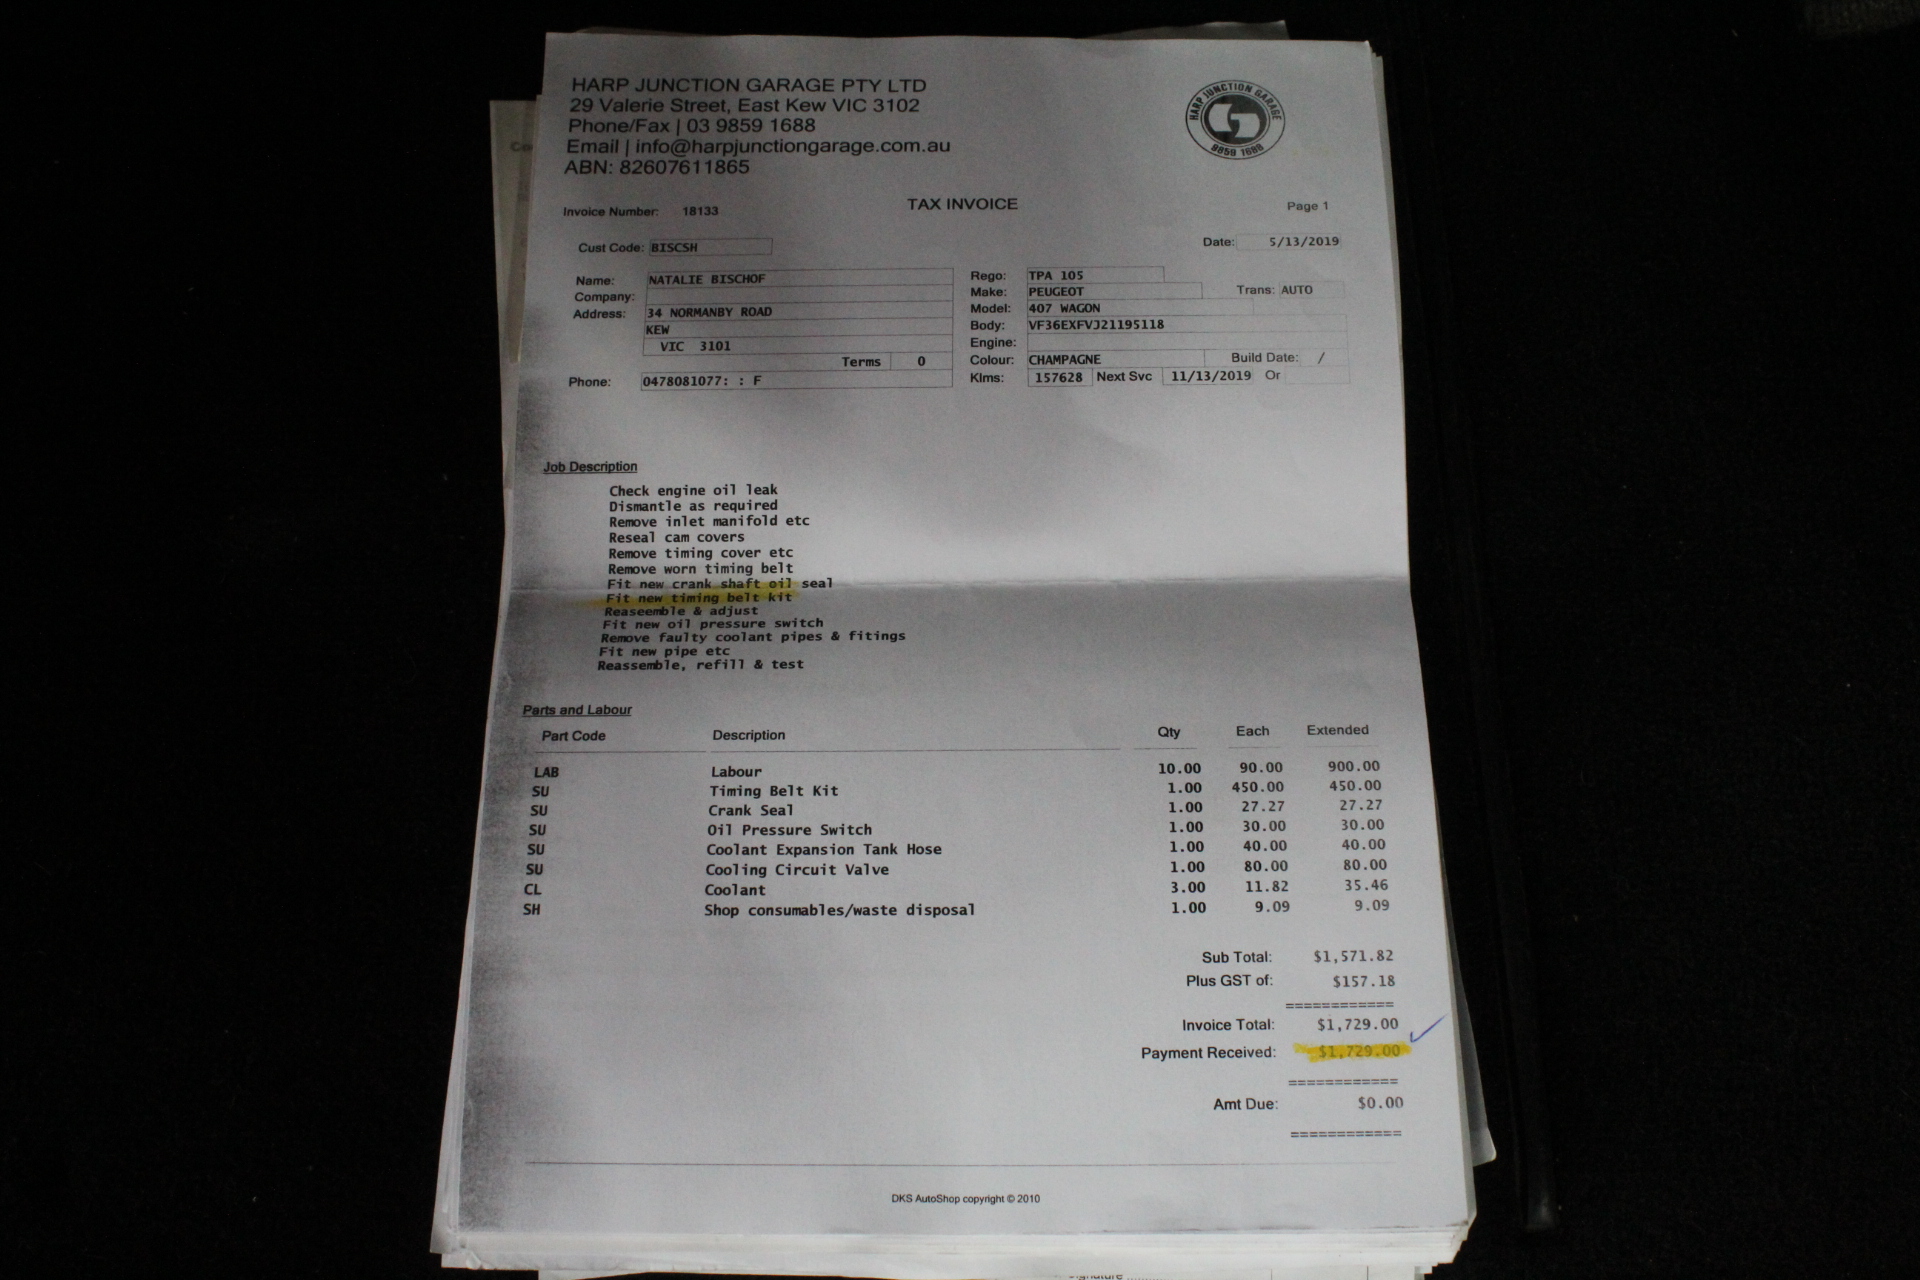 HARP JUNCTION GARAGE PTY LTD
29 Valerie Street, East Kew VIC 3102
Phone/Fax | 03 9859 1688
Email | info@harpjunctiongarage.com.au
ABN: 82607611865
HARP JUNCTION GARAGE
9859 1688
Invoice Number: 18133
TAX INVOICE
Page 1
Cust Code: BISCSH
Date: 5/13/2019
Name: NATALIE BISCHOF
Company:
Address: 34 NORMANBY ROAD
KEW
VIC 3101
Terms 0
Phone: 0478081077: : F
Rego: TPA 105
Make: PEUGEOT Trans: AUTO
Model: 407 WAGON
Body: VF36EXFVJ21195118
Engine:
Colour: CHAMPAGNE Build Date: /
Klms: 157628 Next Svc 11/13/2019 Or
Job Description
Check engine oil leak
Dismantle as required
Remove inlet manifold etc
Reseal cam covers
Remove timing cover etc
Remove worn timing belt
Fit new crank shaft oil seal
Fit new timing belt kit
Reaseemble & adjust
Fit new oil pressure switch
Remove faulty coolant pipes & fitings
Fit new pipe etc
Reassemble, refill & test
Parts and Labour
Part Code Description Qty Each Extended
LAB Labour 10.00 90.00 900.00
SU Timing Belt Kit 1.00 450.00 450.00
SU Crank Seal 1.00 27.27 27.27
SU Oil Pressure Switch 1.00 30.00 30.00
SU Coolant Expansion Tank Hose 1.00 40.00 40.00
SU Cooling Circuit Valve 1.00 80.00 80.00
CL Coolant 3.00 11.82 35.46
SH Shop consumables/waste disposal 1.00 9.09 9.09
Sub Total: $1,571.82
Plus GST of: $157.18
============
Invoice Total: $1,729.00
Payment Received: $1,729.00
============
Amt Due: $0.00
============
DKS AutoShop copyright © 2010